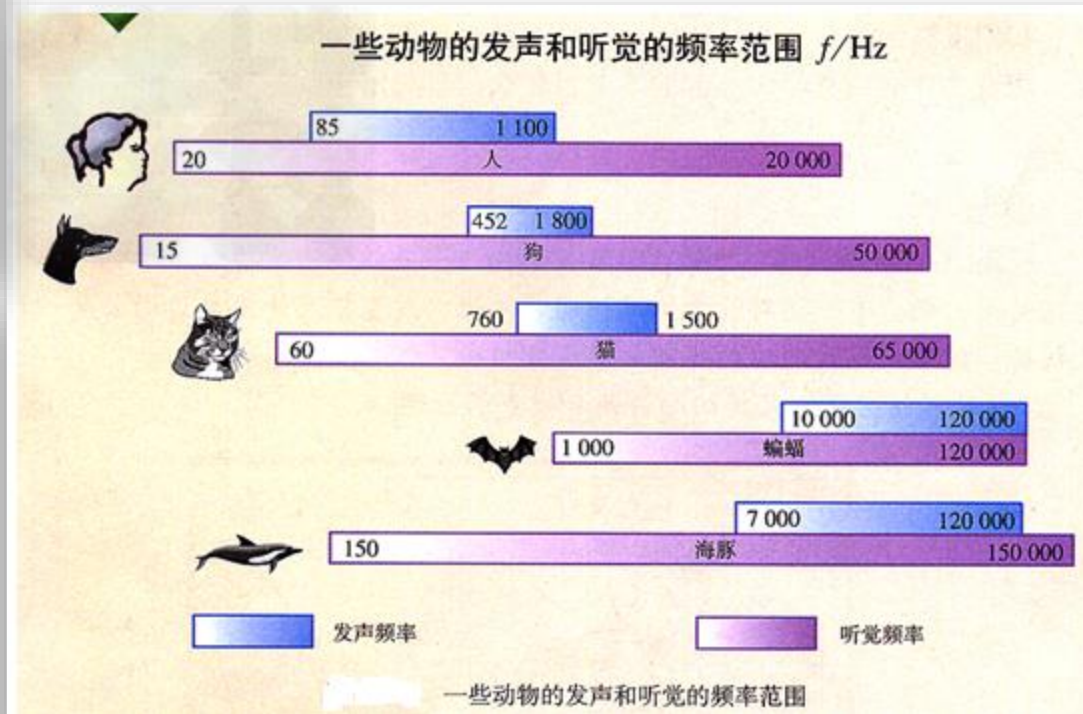 一些动物的发声和听觉的频率范围 f/Hz
85 1 100
20 人 20 000
452 1 800
15 狗 50 000
760 1 500
60 猫 65 000
10 000 120 000
1 000 蝙蝠 120 000
7 000 120 000
150 海豚 150 000
发声频率 听觉频率
一些动物的发声和听觉的频率范围